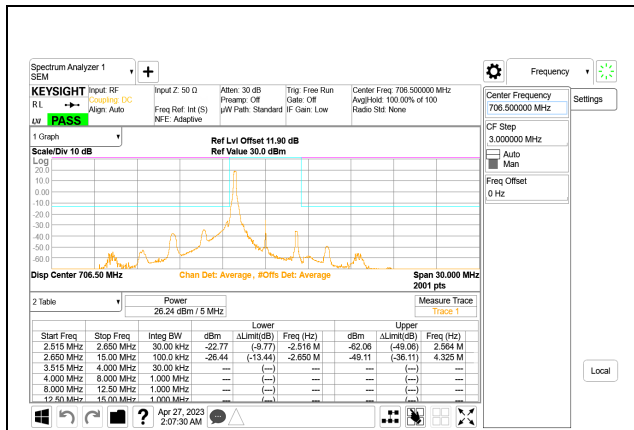 Spectrum Analyzer 1
SEM
KEYSIGHT
R L
LXI
PASS
Input: RF
Coupling: DC
Align: Auto
Input Z: 50 Ω
Freq Ref: Int (S)
NFE: Adaptive
Atten: 30 dB
Preamp: Off
µW Path: Standard
Trig: Free Run
Gate: Off
IF Gain: Low
Center Freq: 706.500000 MHz
Avg|Hold: 100.00% of 100
Radio Std: None
1 Graph
Scale/Div 10 dB
Ref Lvl Offset 11.90 dB
Ref Value 30.0 dBm
Log
20.0
10.0
0.00
-10.0
-20.0
-30.0
-40.0
-50.0
-60.0
Disp Center 706.50 MHz
Chan Det: Average , #Offs Det: Average
Span 30.000 MHz
2001 pts
2 Table
Power
26.24 dBm / 5 MHz
Measure Trace
Trace 1
Lower Upper
Start Freq Stop Freq Integ BW dBm ΔLimit(dB) Freq (Hz) dBm ΔLimit(dB) Freq (Hz)
2.515 MHz 2.650 MHz 30.00 kHz -22.77 (-9.77) -2.516 M -62.06 (-49.06) 2.564 M
2.650 MHz 15.00 MHz 100.0 kHz -26.44 (-13.44) -2.650 M -49.11 (-36.11) 4.325 M
3.515 MHz 4.000 MHz 30.00 kHz --- (---) --- (---)
4.000 MHz 8.000 MHz 1.000 MHz --- (---) --- (---)
8.000 MHz 12.50 MHz 1.000 MHz --- (---) --- (---)
12.50 MHz 15.00 MHz 1.000 MHz --- (---) --- (---)
?
Apr 27, 2023
2:07:30 AM
Frequency
Center Frequency
706.500000 MHz
Settings
CF Step
3.000000 MHz
Auto
Man
Freq Offset
0 Hz
Local